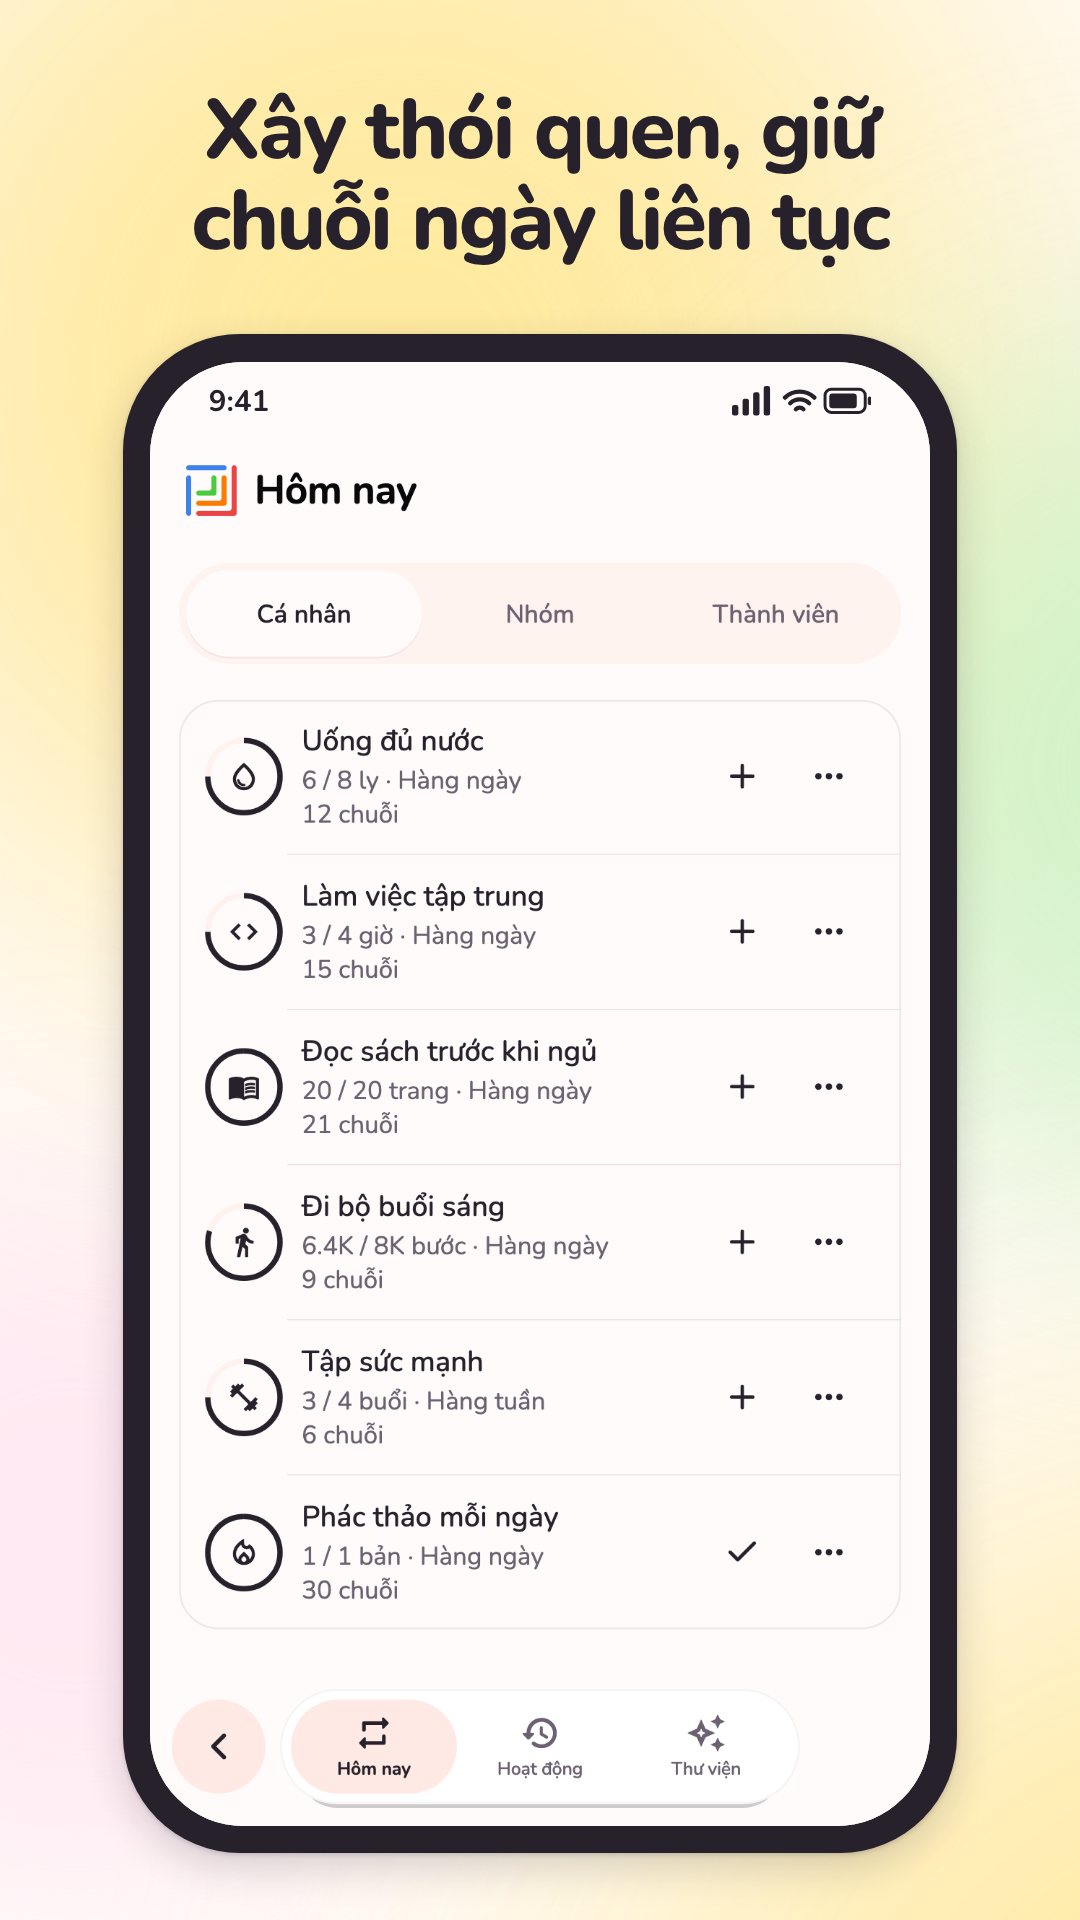 Xây thói quen, giữ
chuỗi ngày liên tục
9:41
Hôm nay
Cá nhân
Nhóm
Thành viên
Uống đủ nước
6 / 8 ly · Hàng ngày
12 chuỗi
Làm việc tập trung
3 / 4 giờ · Hàng ngày
15 chuỗi
Đọc sách trước khi ngủ
20 / 20 trang · Hàng ngày
21 chuỗi
Đi bộ buổi sáng
6.4K / 8K bước · Hàng ngày
9 chuỗi
Tập sức mạnh
3 / 4 buổi · Hàng tuần
6 chuỗi
Phác thảo mỗi ngày
1 / 1 bản · Hàng ngày
30 chuỗi
Hôm nay
Hoạt động
Thư viện